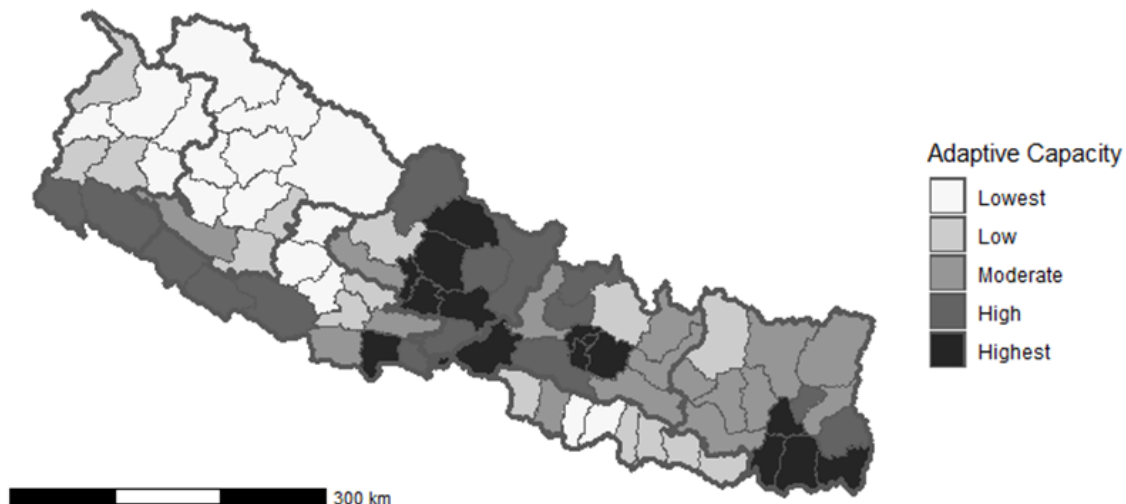 Adaptive Capacity
Lowest
Low
Moderate
High
Highest
300 km